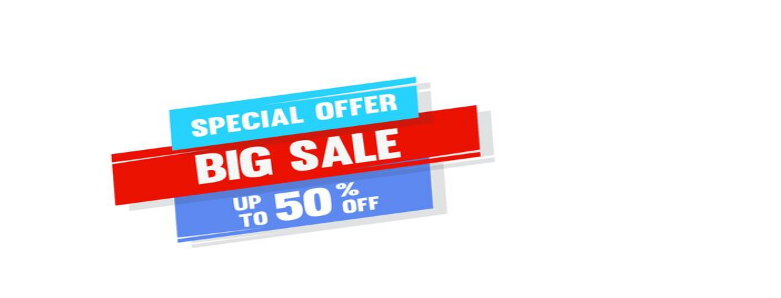 SPECIAL OFFER
BIG SALE
UP TO 50% OFF